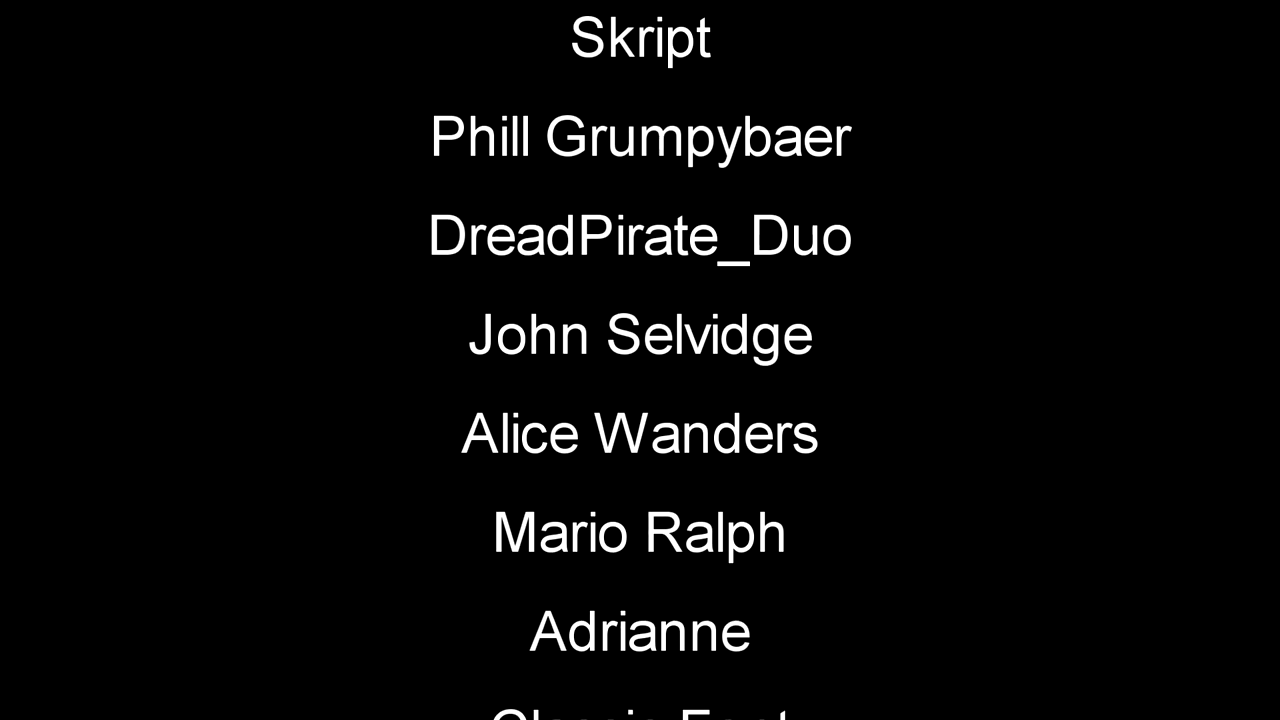 Skript
Phill Grumpybaer
DreadPirate_Duo
John Selvidge
Alice Wanders
Mario Ralph
Adrianne